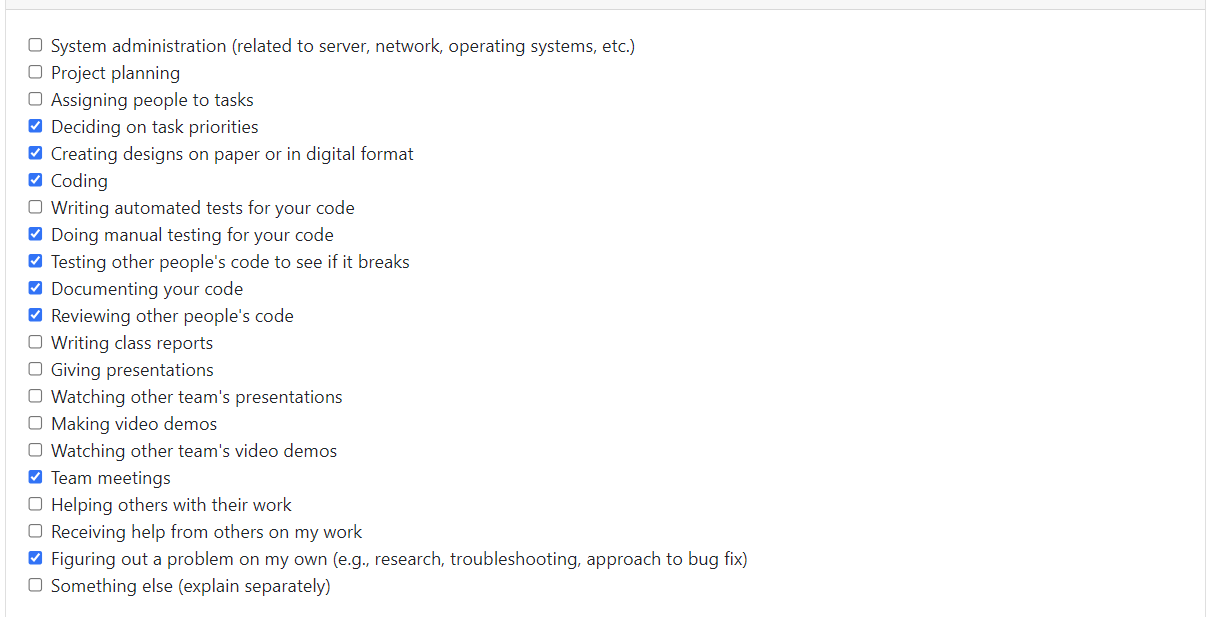 System administration (related to server, network, operating systems, etc.)
Project planning
Assigning people to tasks
Deciding on task priorities
Creating designs on paper or in digital format
Coding
Writing automated tests for your code
Doing manual testing for your code
Testing other people's code to see if it breaks
Documenting your code
Reviewing other people's code
Writing class reports
Giving presentations
Watching other team's presentations
Making video demos
Watching other team's video demos
Team meetings
Helping others with their work
Receiving help from others on my work
Figuring out a problem on my own (e.g., research, troubleshooting, approach to bug fix)
Something else (explain separately)